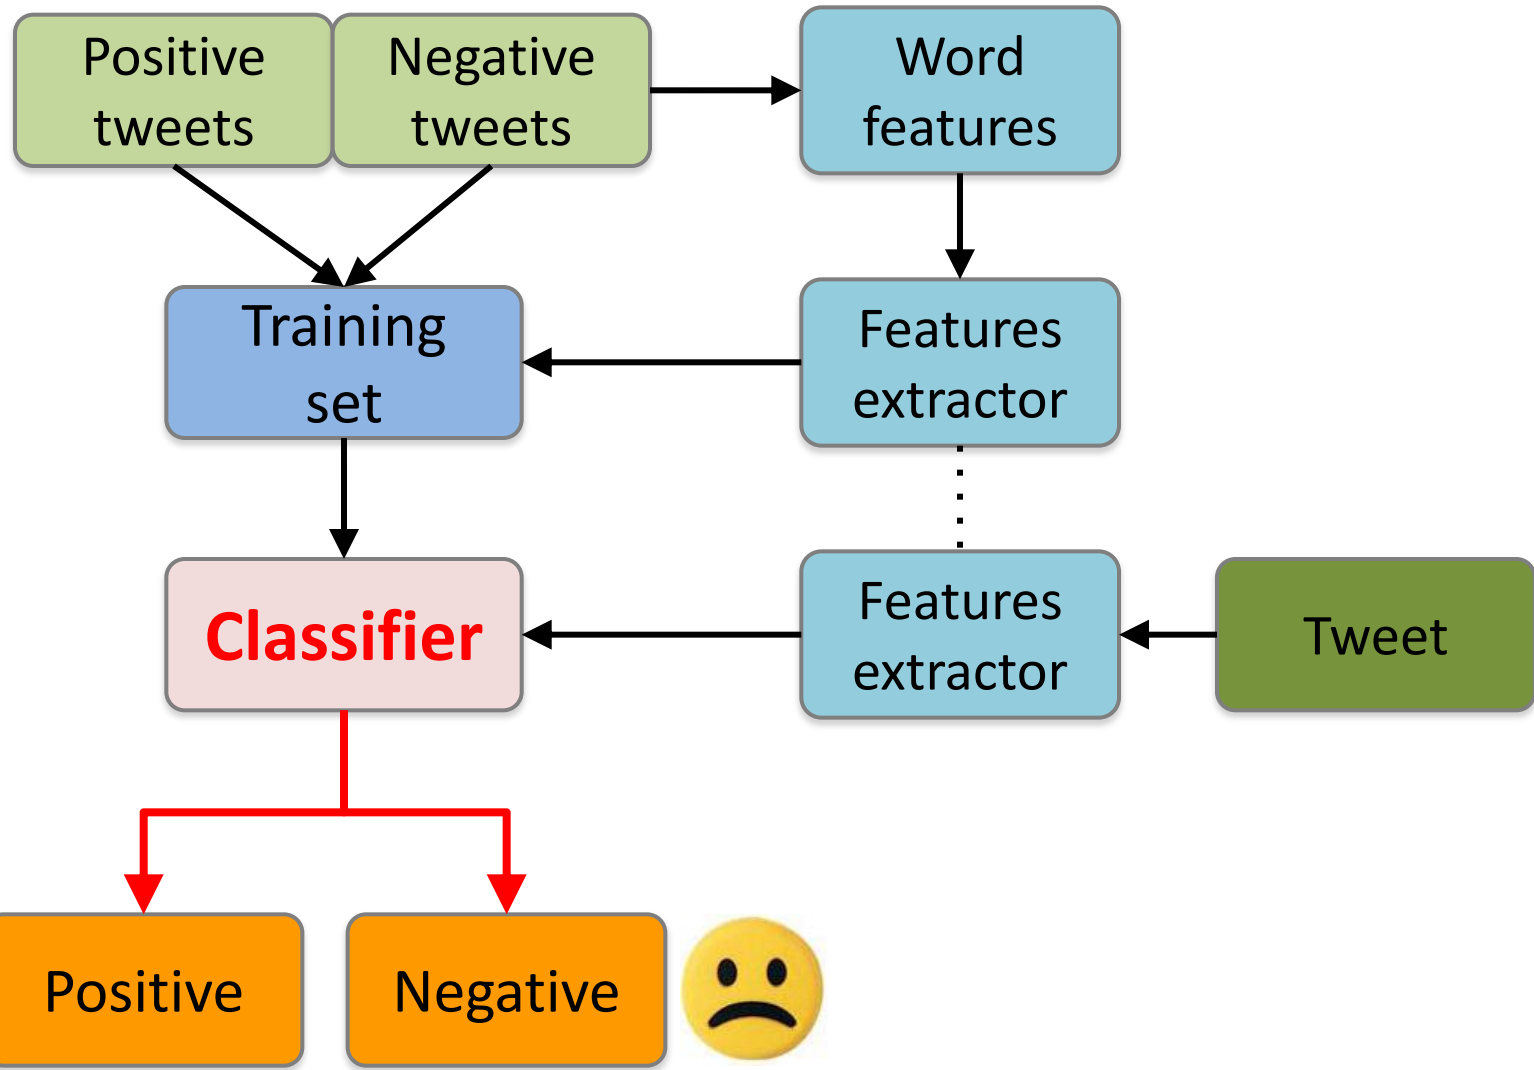 Positive
tweets
Negative
tweets
Word
features
Training
set
Features
extractor
Classifier
Features
extractor
Tweet
Positive
Negative